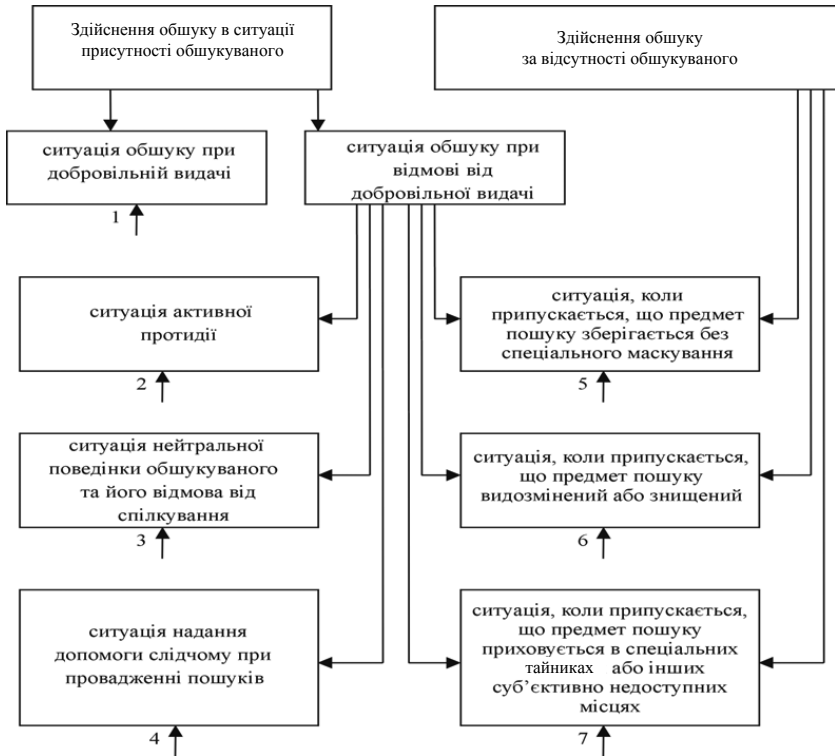 Здійснення обшуку в ситуації
присутності обшукуваного
Здійснення обшуку
за відсутності обшукуваного
ситуація обшуку при
добровільній видачі
1
ситуація обшуку при
відмові від
добровільної видачі
ситуація активної
протидії
2
ситуація, коли
припускається, що предмет
пошуку зберігається без
спеціального маскування
5
ситуація нейтральної
поведінки обшукуваного
та його відмова від
спілкування
3
ситуація, коли припускається,
що предмет пошуку
видозмінений або знищений
6
ситуація надання
допомоги слідчому при
провадженні пошуків
4
ситуація, коли припускається,
що предмет пошуку
приховується в спеціальних
тайниках або інших
суб’єктивно недоступних
місцях
7